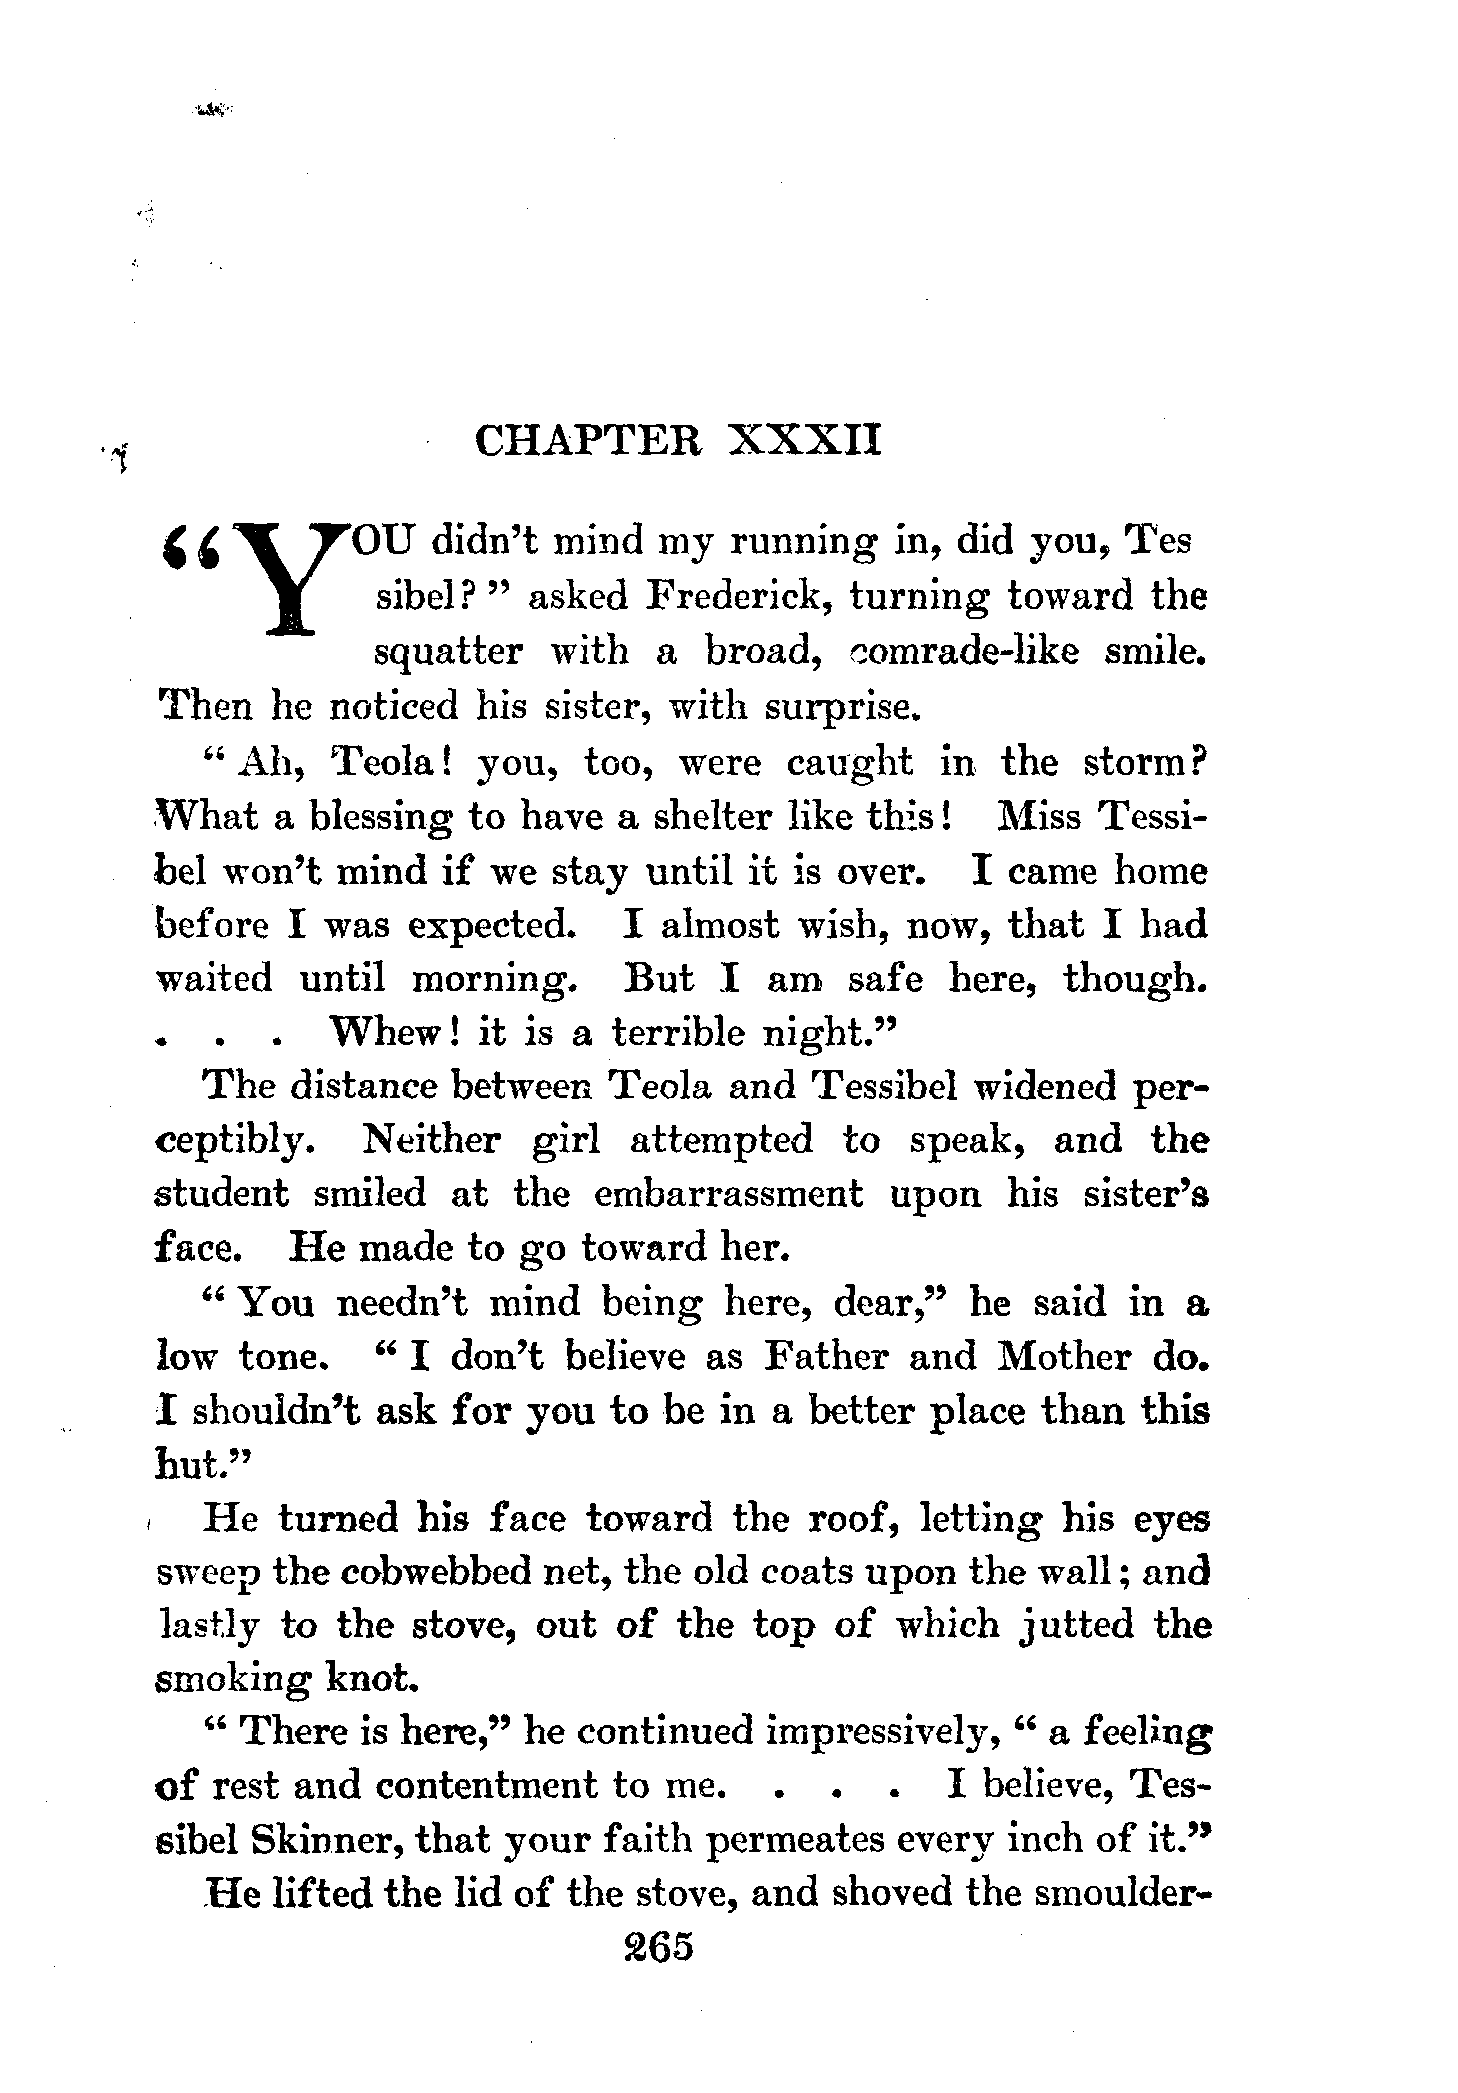 CHAPTER XXXII
“YOU didn’t mind my running in, did you, Tes
sibel? ” asked Frederick, turning toward the
squatter with a broad, comrade-like smile.
Then he noticed his sister, with surprise.
“ Ah, Teola! you, too, were caught in the storm?
What a blessing to have a shelter like this! Miss Tessi-
bel won’t mind if we stay until it is over. I came home
before I was expected. I almost wish, now, that I had
waited until morning. But I am safe here, though.
. . . Whew! it is a terrible night.”
The distance between Teola and Tessibel widened per-
ceptibly. Neither girl attempted to speak, and the
student smiled at the embarrassment upon his sister’s
face. He made to go toward her.
“ You needn’t mind being here, dear,” he said in a
low tone. “ I don’t believe as Father and Mother do.
I shouldn’t ask for you to be in a better place than this
hut.”
He turned his face toward the roof, letting his eyes
sweep the cobwebbed net, the old coats upon the wall; and
lastly to the stove, out of the top of which jutted the
smoking knot.
“ There is here,” he continued impressively, “ a feeling
of rest and contentment to me. . . . I believe, Tes-
sibel Skinner, that your faith permeates every inch of it.”
He lifted the lid of the stove, and shoved the smoulder-
265